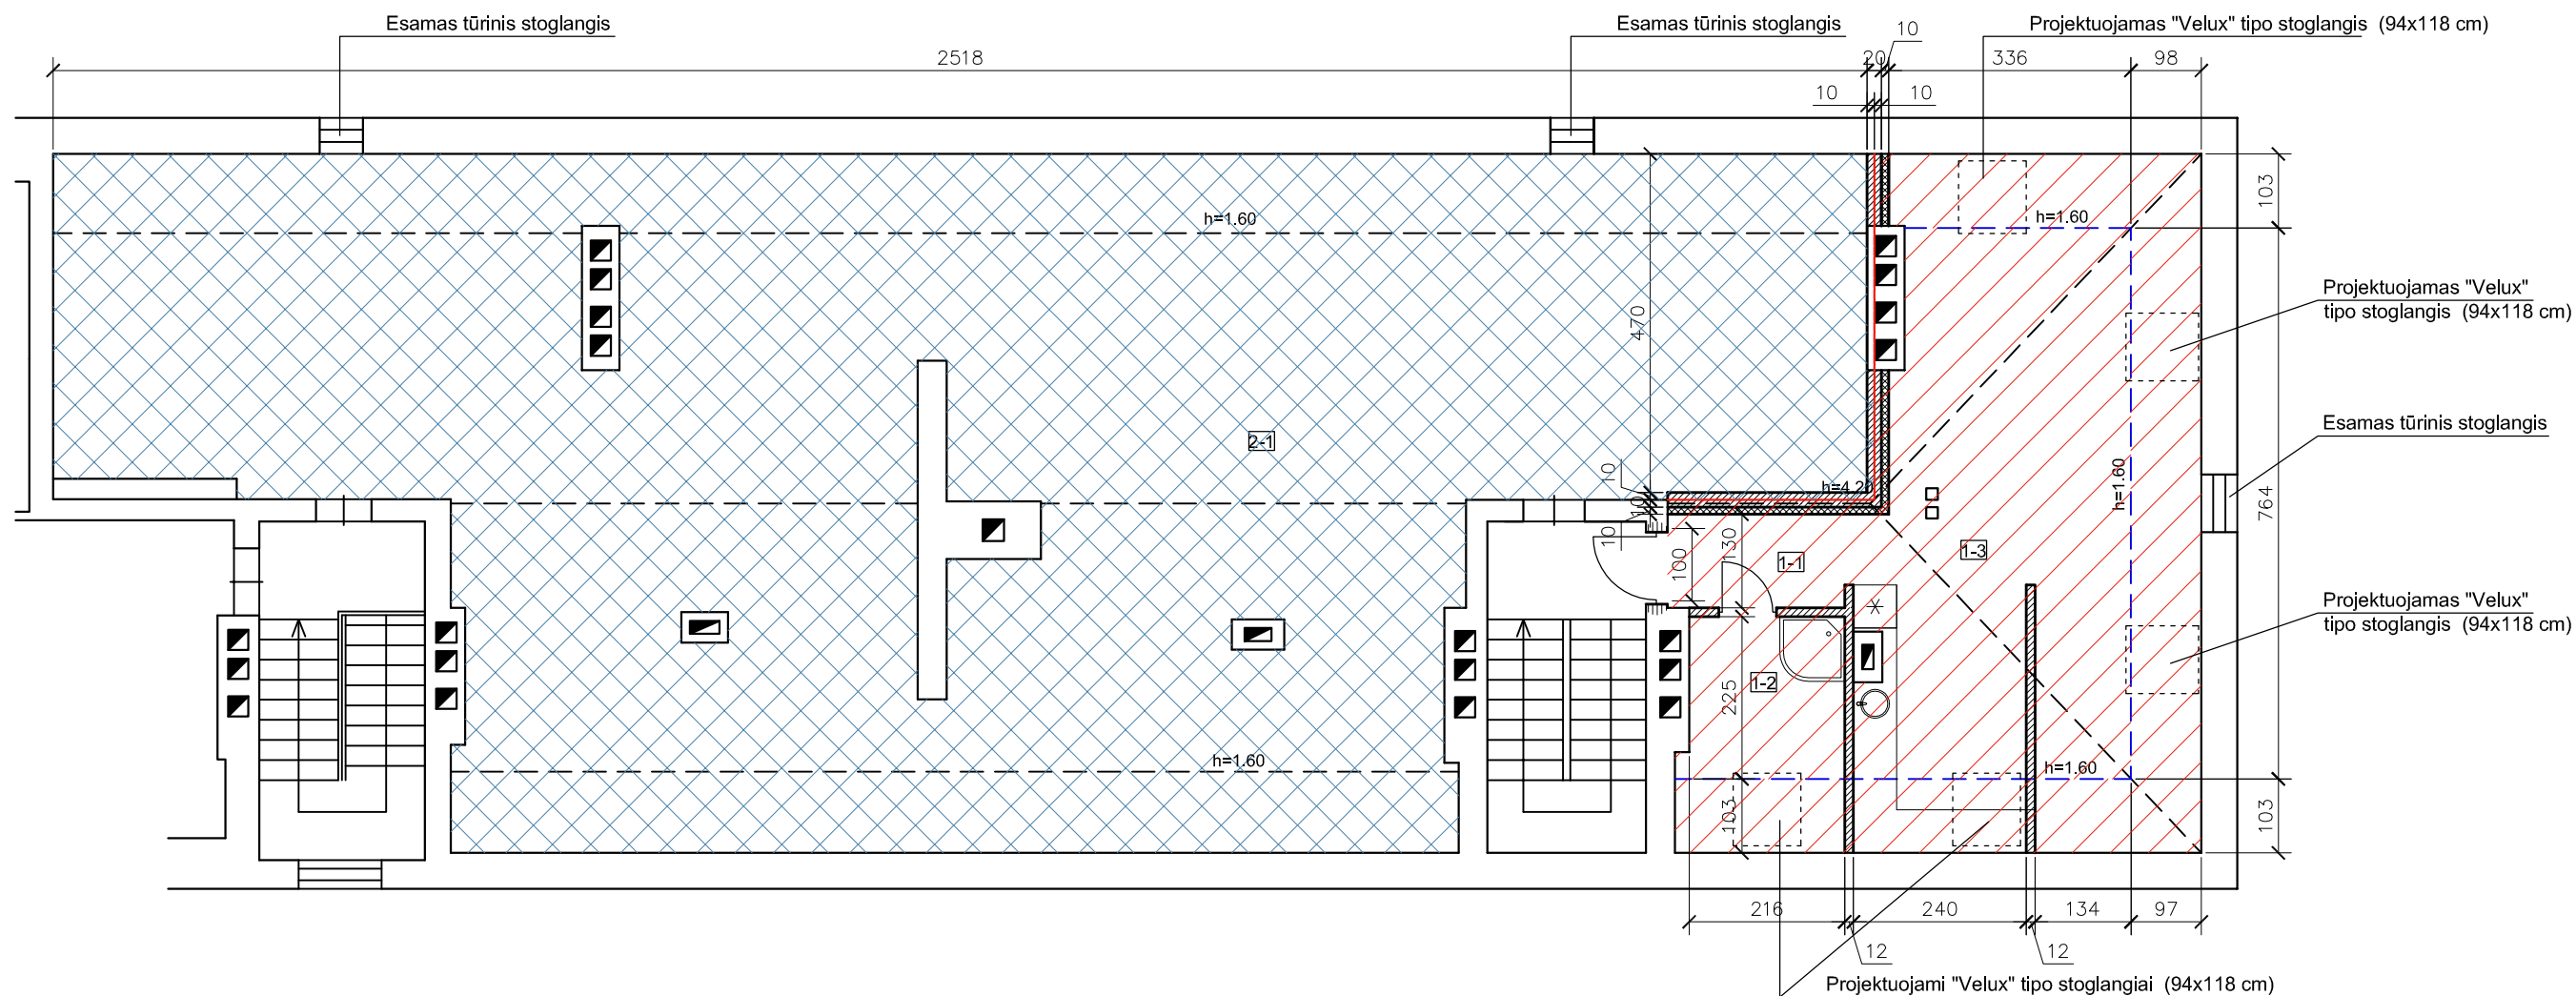 Esamas tūrinis stoglangis
Esamas tūrinis stoglangis
Projektuojamas "Velux" tipo stoglangis (94x118 cm)
10
2518
20
336
98
10
10
103
h=1.60
h=1.60
Projektuojamas "Velux"
tipo stoglangis (94x118 cm)
470
Esamas tūrinis stoglangis
2-1
10
h=4.20
h=1.60
764
10
10
130
100
1-1
1-3
Projektuojamas "Velux"
tipo stoglangis (94x118 cm)
225
1-2
h=1.60
h=1.60
103
103
216
240
134
97
12
12
Projektuojami "Velux" tipo stoglangiai (94x118 cm)